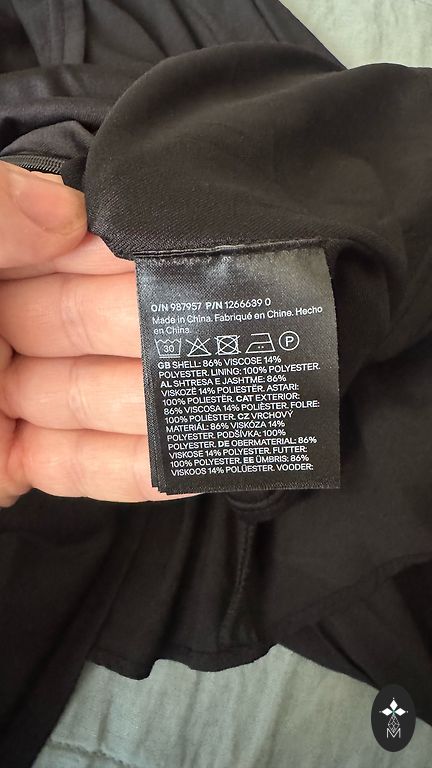 O/N 987957 P/N 1266639 0
Made in China. Fabriqué en Chine. Hecho
en China.
30 P
GB SHELL: 86% VISCOSE 14%
POLYESTER. LINING: 100% POLYESTER.
AL SHTRESA E JASHTME: 86%
VISKOZË 14% POLIESTËR. ASTARI:
100% POLIESTËR. CAT EXTERIOR:
86% VISCOSA 14% POLIÈSTER. FOLRE:
100% POLIÈSTER. CZ VRCHOVÝ
MATERIÁL: 86% VISKÓZA 14%
POLYESTER. PODŠÍVKA: 100%
POLYESTER. DE OBERMATERIAL: 86%
VISKOSE 14% POLYESTER. FUTTER:
100% POLYESTER. EE ÜMBRIS: 86%
VISKOOS 14% POLÜESTER. VOODER:
M